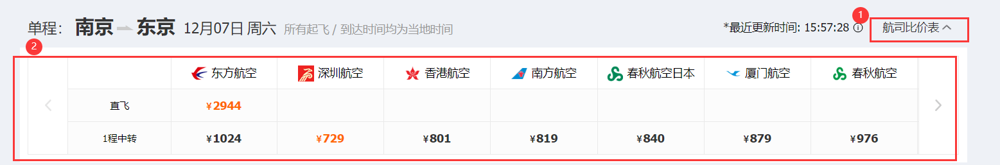 单程： 南京 东京 12月07日 周六 所有起飞 / 到达时间均为当地时间 *最近更新时间: 15:57:28 1 航司比价表
2
东方航空 深圳航空 香港航空 南方航空 春秋航空日本 厦门航空 春秋航空
直飞 ¥2944
1程中转 ¥1024 ¥729 ¥801 ¥819 ¥840 ¥879 ¥976